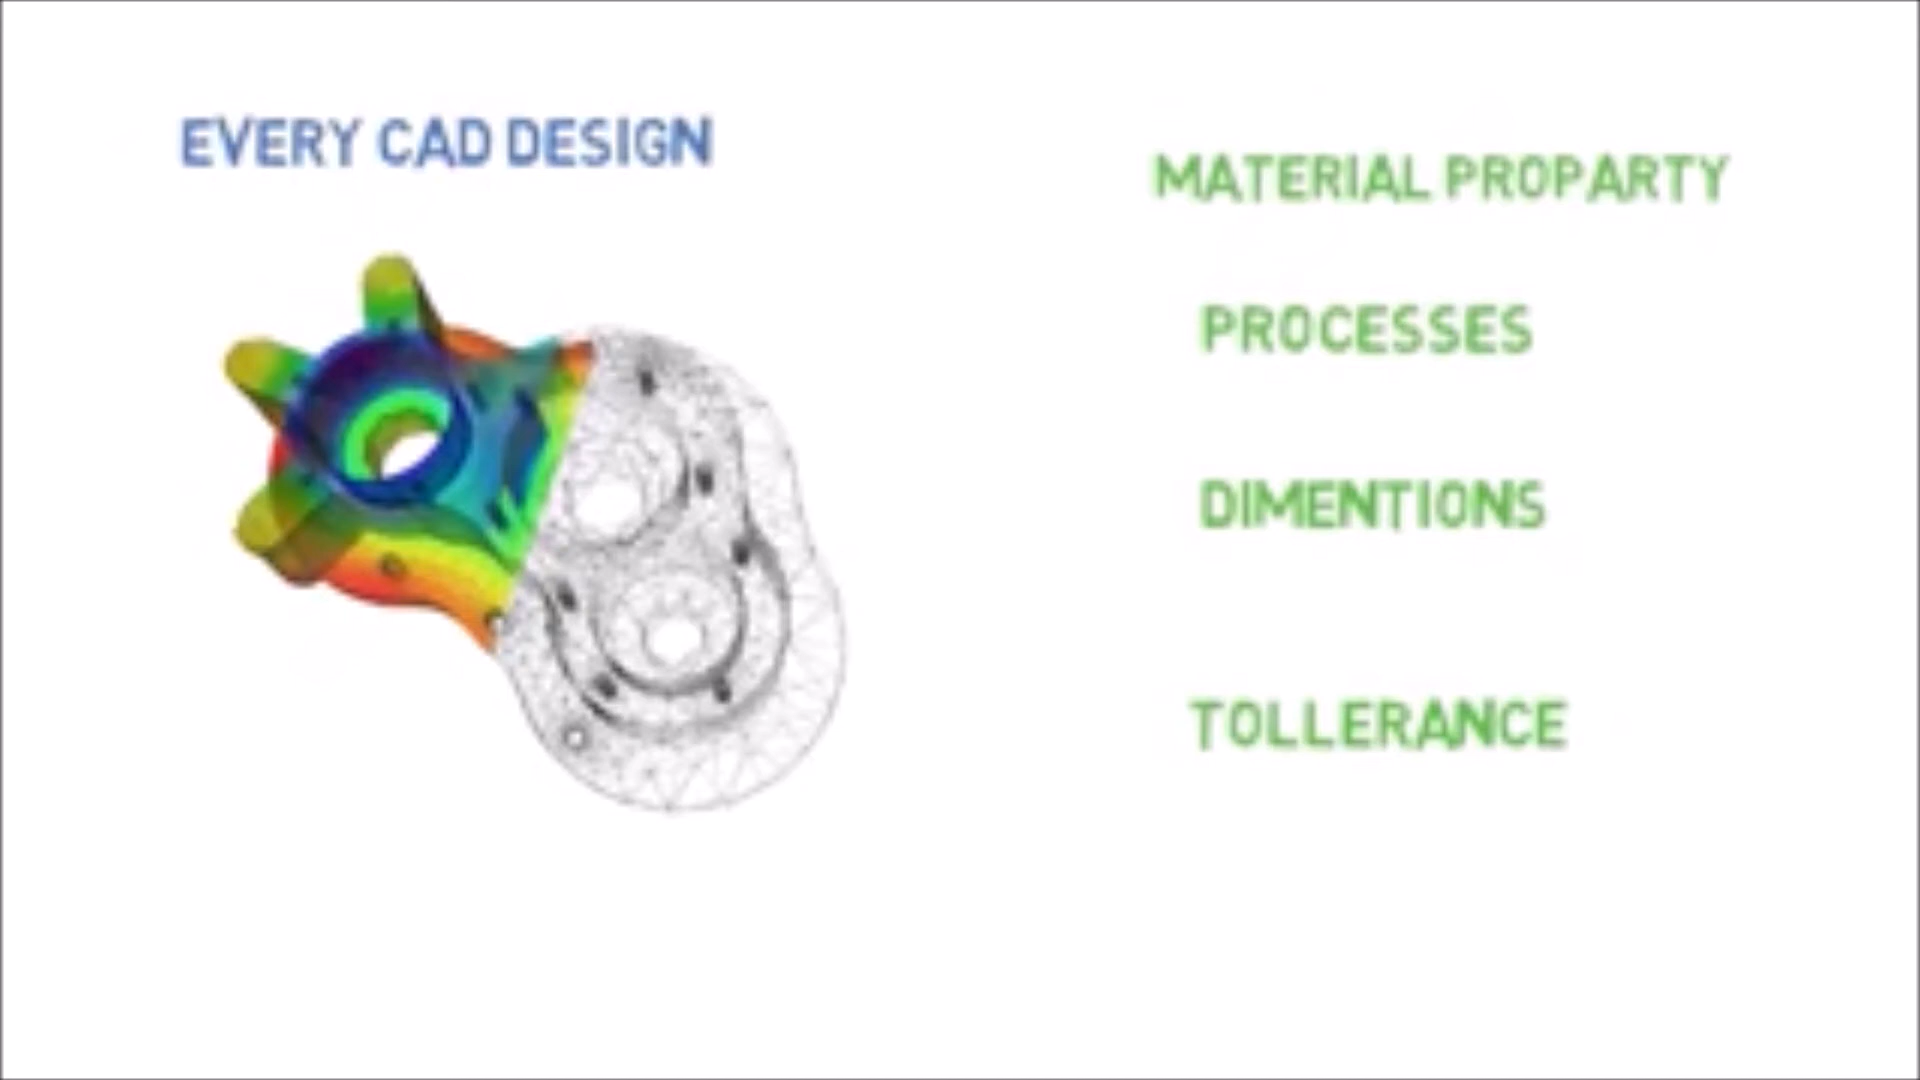 EVERY CAD DESIGN
MATERIAL PROPARTY
PROCESSES
DIMENTIONS
TOLLERANCE